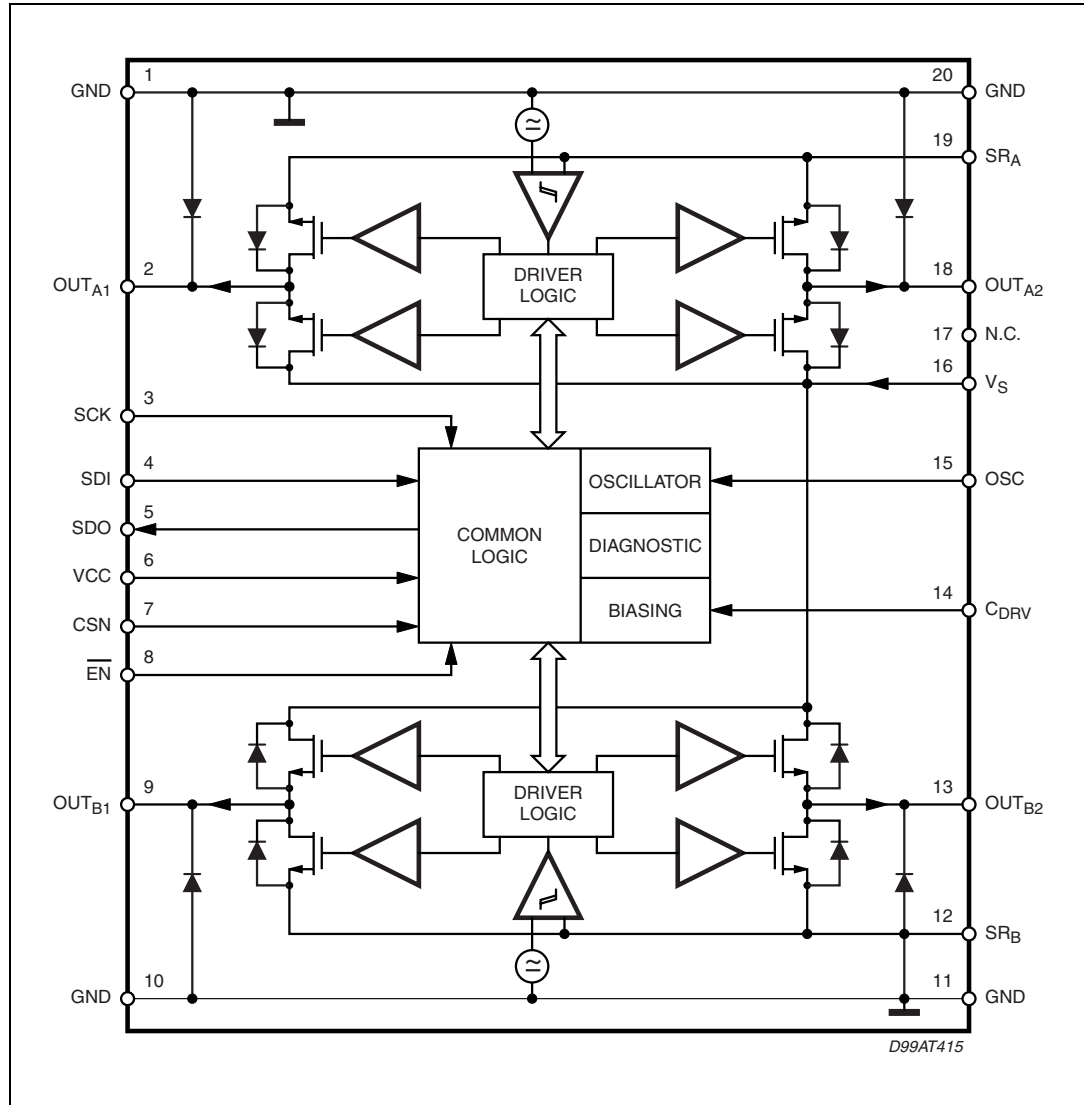 1
20
GND
GND
19
SRA
DRIVER
LOGIC
2
18
OUTA1
OUTA2
17
N.C.
16
VS
3
SCK
4
15
SDI
OSCILLATOR
OSC
5
SDO
COMMON
LOGIC
DIAGNOSTIC
6
VCC
14
BIASING
CDRV
7
CSN
8
EN
DRIVER
LOGIC
9
13
OUTB1
OUTB2
12
SRB
10
11
GND
GND
D99AT415